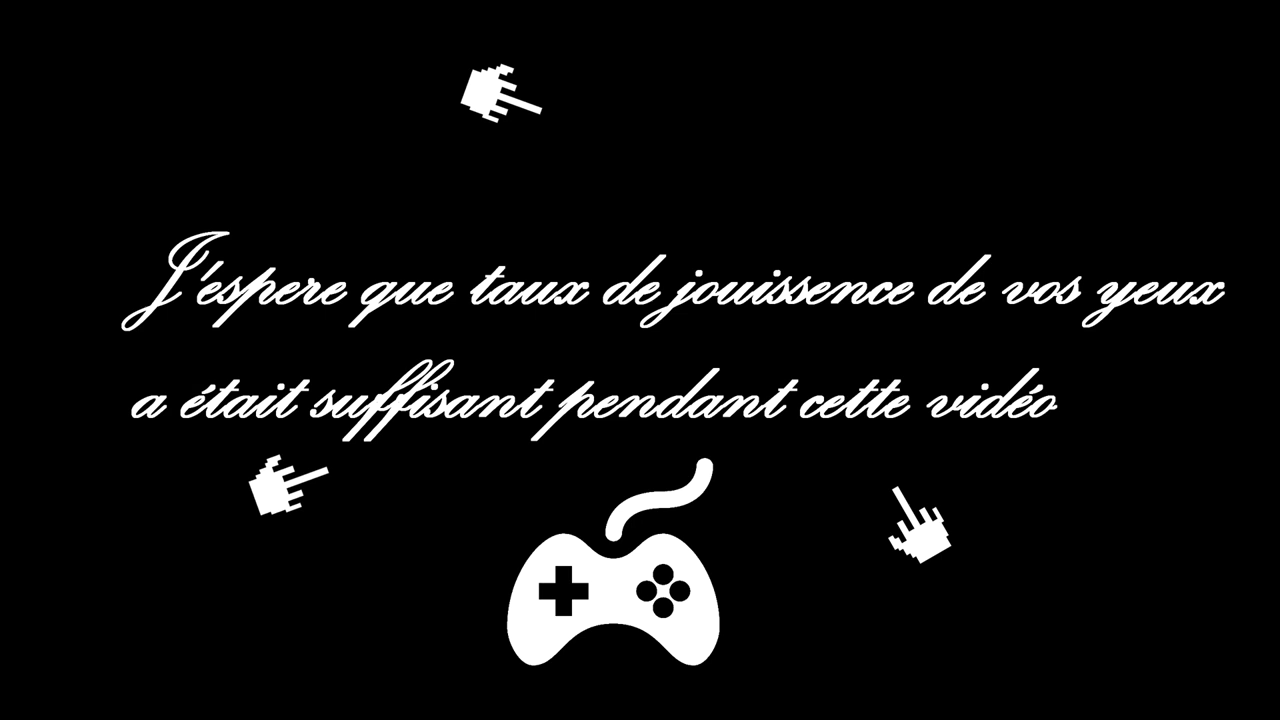 J'espere que taux de jouissence de vos yeux
a était suffisant pendant cette vidéo